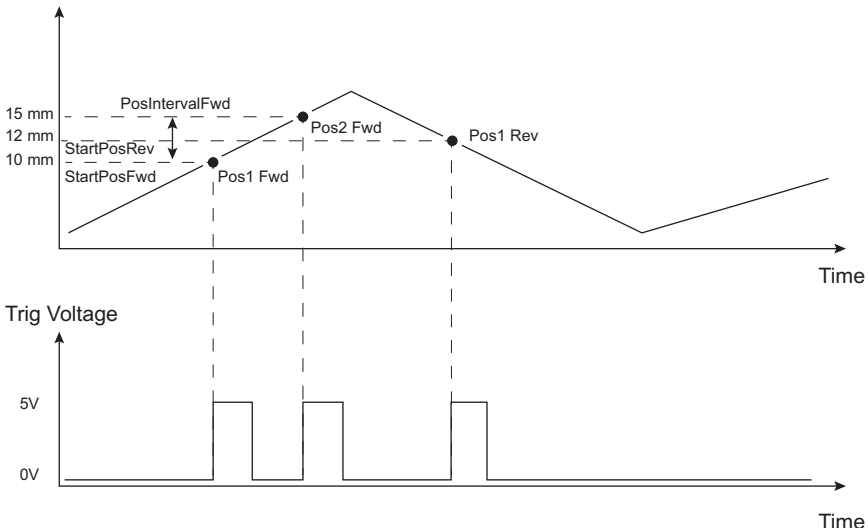 PosIntervalFwd
15 mm
Pos2 Fwd
12 mm
Pos1 Rev
StartPosRev
10 mm
StartPosFwd
Pos1 Fwd
Time
Trig Voltage
5V
0V
Time